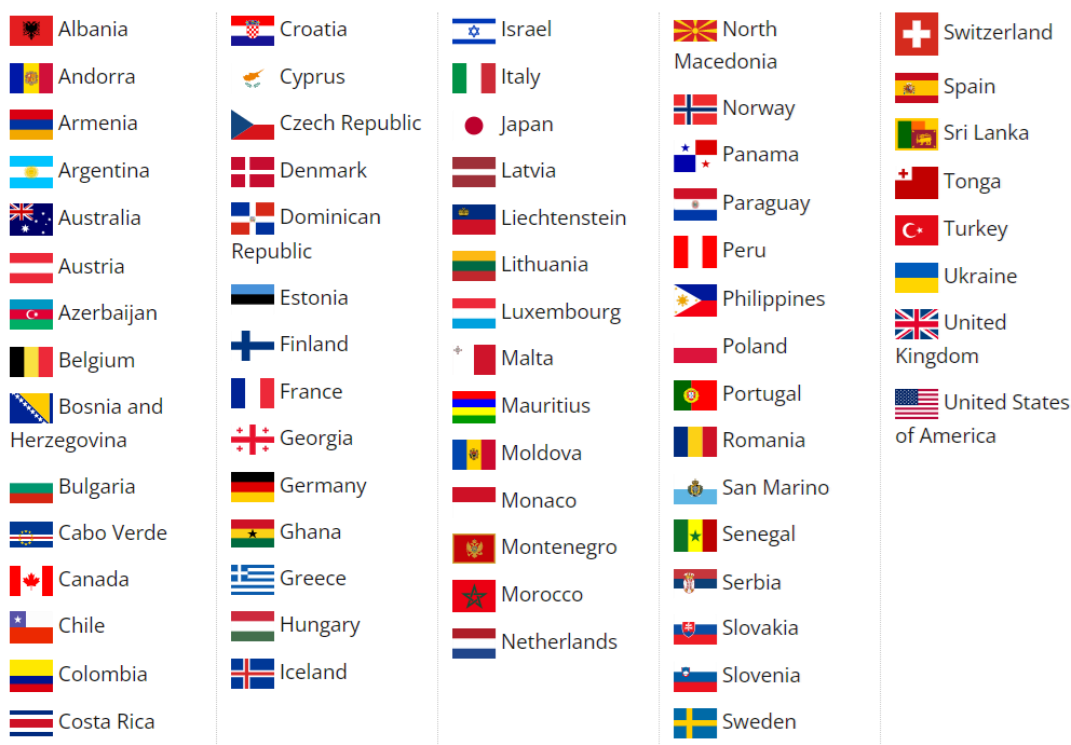 Albania
Andorra
Armenia
Argentina
Australia
Austria
Azerbaijan
Belgium
Bosnia and
Herzegovina
Bulgaria
Cabo Verde
Canada
Chile
Colombia
Costa Rica
Croatia
Cyprus
Czech Republic
Denmark
Dominican
Republic
Estonia
Finland
France
Georgia
Germany
Ghana
Greece
Hungary
Iceland
Israel
Italy
Japan
Latvia
Liechtenstein
Lithuania
Luxembourg
Malta
Mauritius
Moldova
Monaco
Montenegro
Morocco
Netherlands
North
Macedonia
Norway
Panama
Paraguay
Peru
Philippines
Poland
Portugal
Romania
San Marino
Senegal
Serbia
Slovakia
Slovenia
Sweden
Switzerland
Spain
Sri Lanka
Tonga
Turkey
Ukraine
United
Kingdom
United States
of America